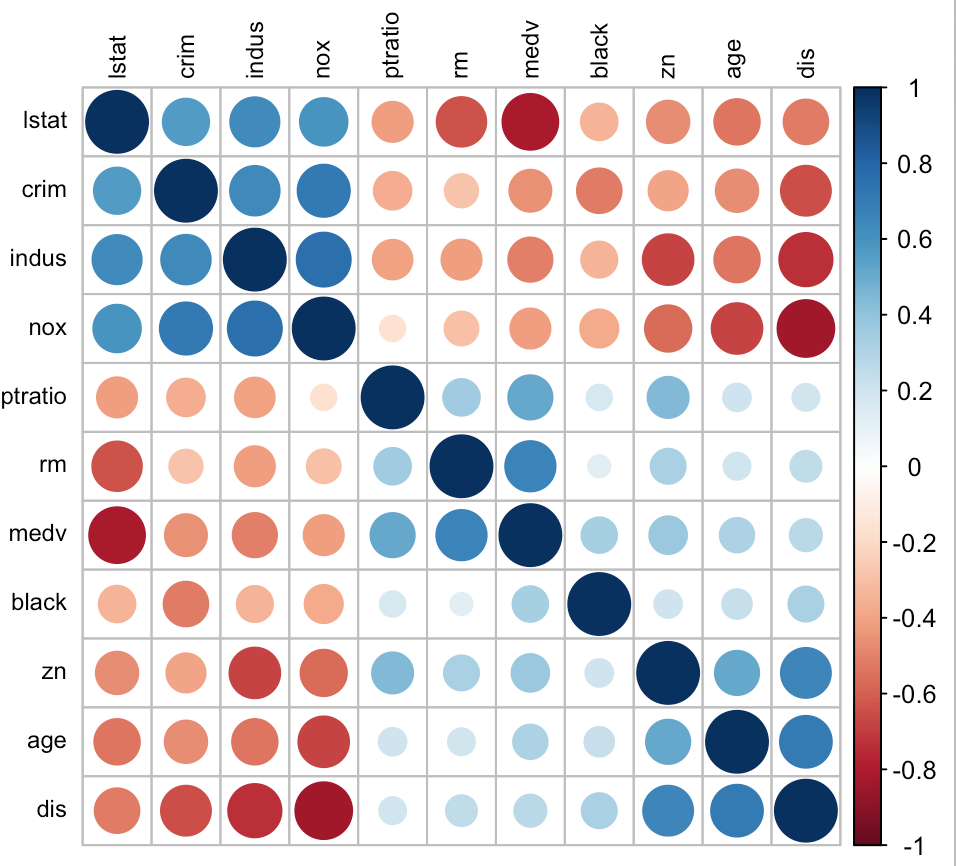 lstat crim indus nox ptratio rm medv black zn age dis
lstat
crim
indus
nox
ptratio
rm
medv
black
zn
age
dis
1
0.8
0.6
0.4
0.2
0
-0.2
-0.4
-0.6
-0.8
-1